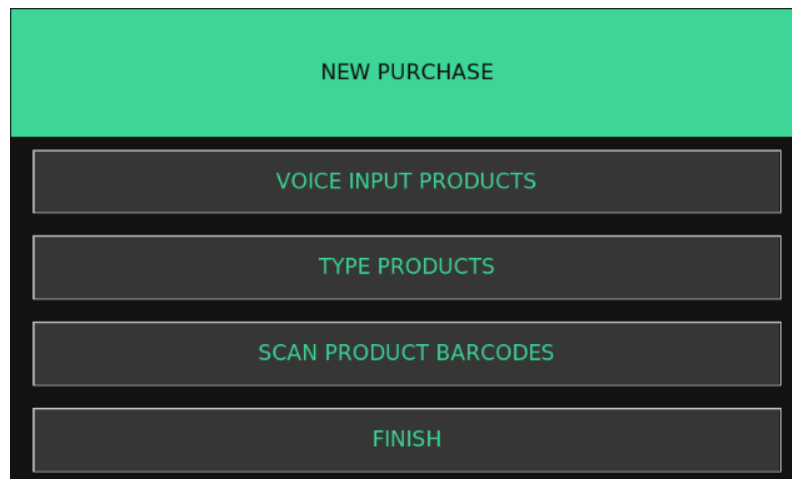 NEW PURCHASE
VOICE INPUT PRODUCTS
TYPE PRODUCTS
SCAN PRODUCT BARCODES
FINISH